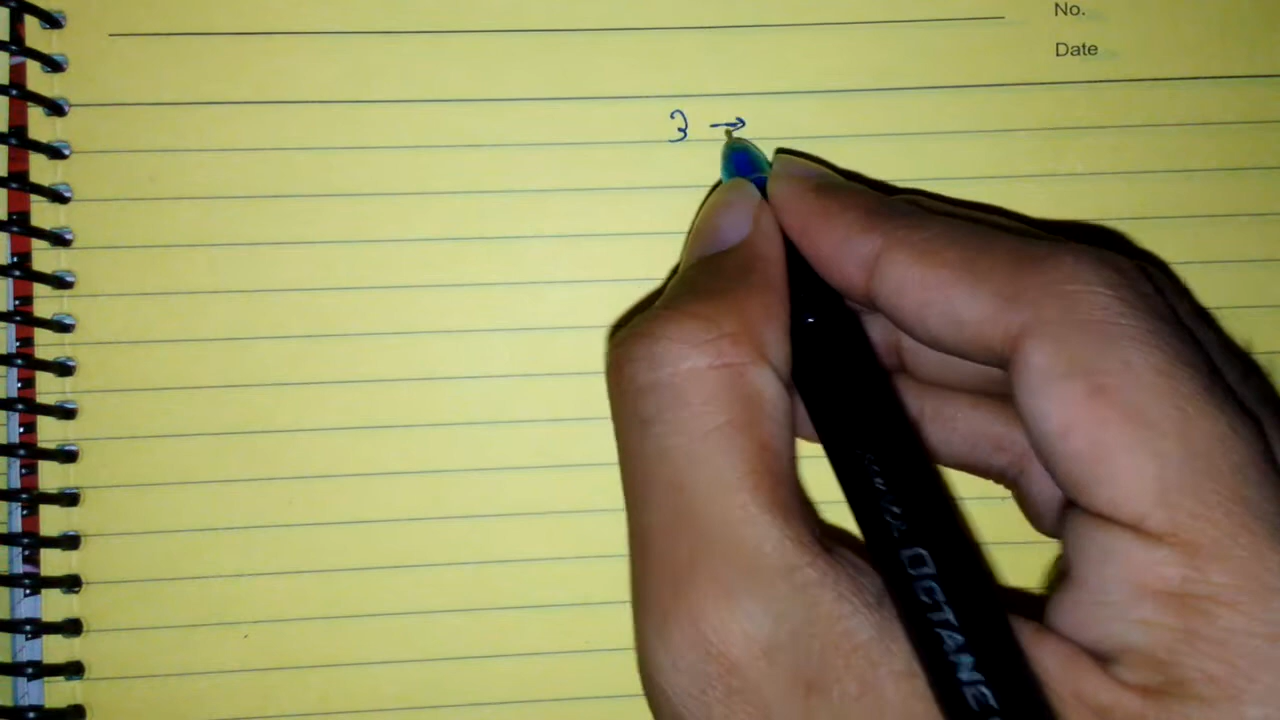 No.
Date
3 →
OCTANE